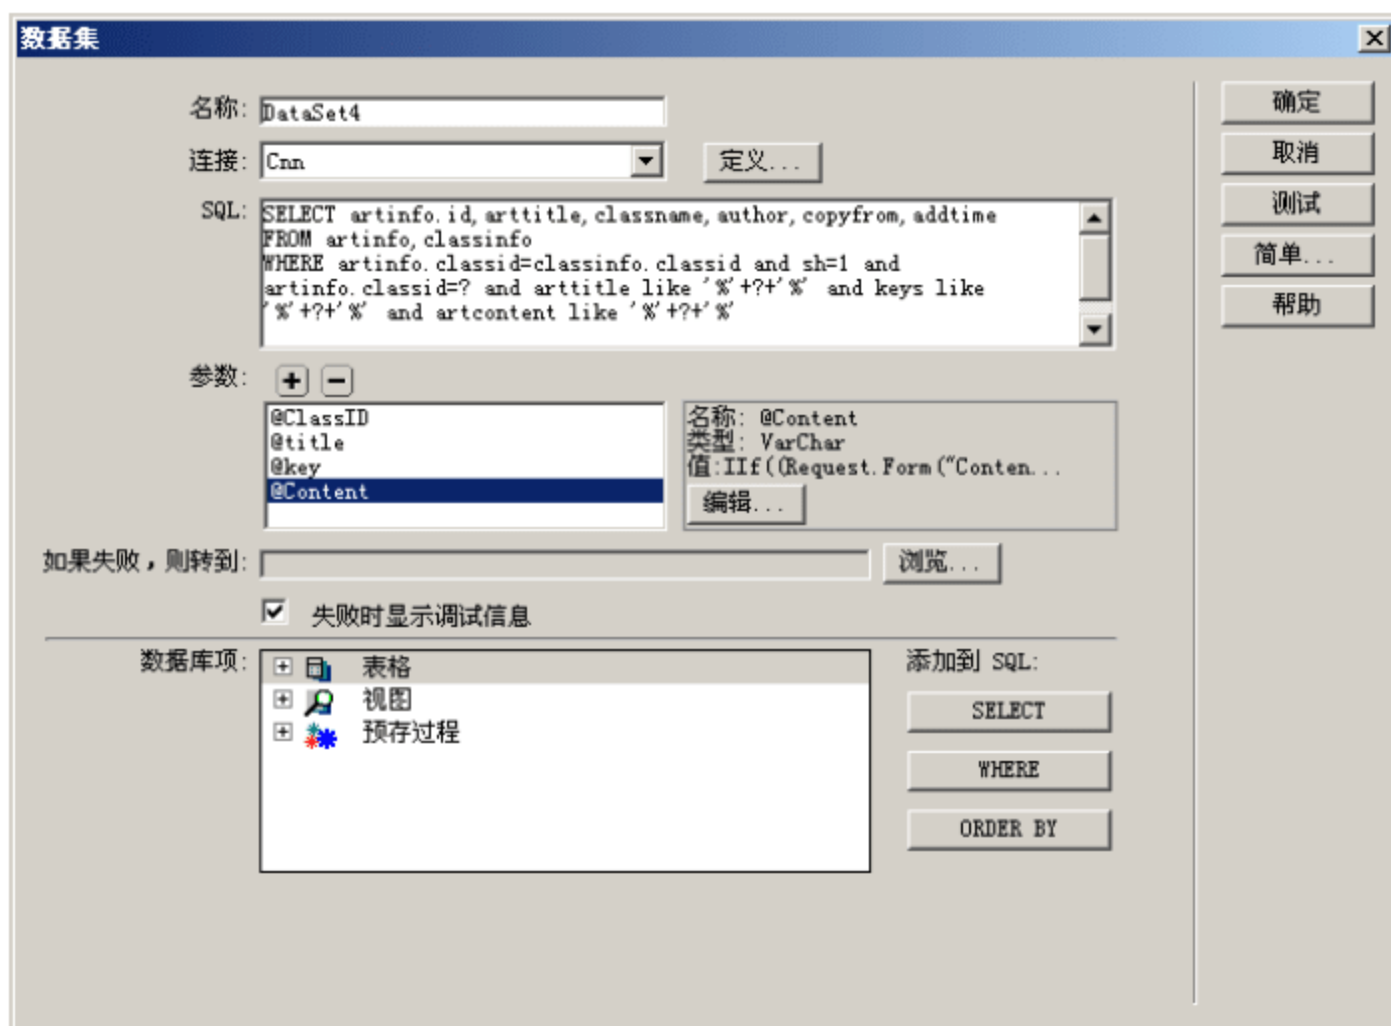 数据集
名称: DataSet4
确定
连接: Cnn 定义...
取消
SQL: SELECT artinfo.id,arttitle,classname,author,copyfrom,addtime
FROM artinfo,classinfo
WHERE artinfo.classid=classinfo.classid and sh=1 and
artinfo.classid=? and arttitle like '%'+?+'%' and keys like
'%'+?+'%' and artcontent like '%'+?+'%'
测试
简单...
帮助
参数: + −
@ClassID
@title
@key
@Content
名称: @Content
类型: VarChar
值:IIf((Request.Form("Conten...
编辑...
如果失败，则转到: 浏览...
失败时显示调试信息
数据库项:
表格
视图
预存过程
添加到 SQL:
SELECT
WHERE
ORDER BY